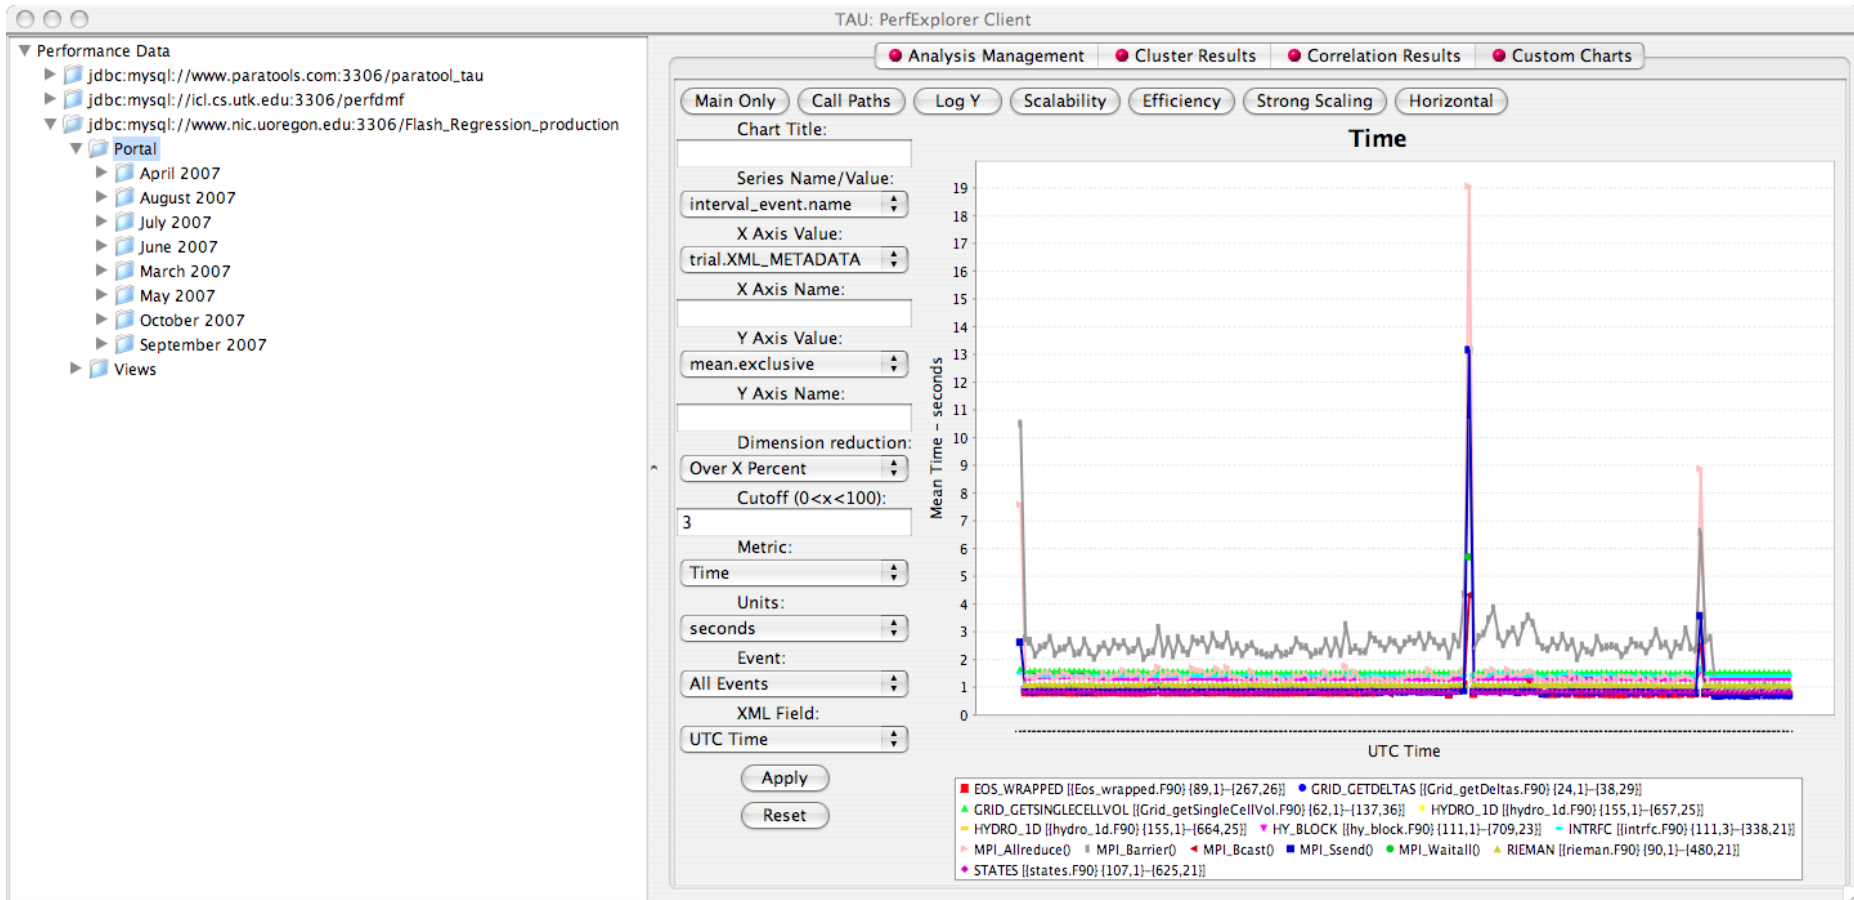 TAU: PerfExplorer Client
Performance Data
jdbc:mysql://www.paratools.com:3306/paratool_tau
jdbc:mysql://icl.cs.utk.edu:3306/perfdmf
jdbc:mysql://www.nic.uoregon.edu:3306/Flash_Regression_production
Portal
April 2007
August 2007
July 2007
June 2007
March 2007
May 2007
October 2007
September 2007
Views
Analysis Management Cluster Results Correlation Results Custom Charts
Main Only Call Paths Log Y Scalability Efficiency Strong Scaling Horizontal
Chart Title:
Series Name/Value:
interval_event.name
X Axis Value:
trial.XML_METADATA
X Axis Name:
Y Axis Value:
mean.exclusive
Y Axis Name:
Dimension reduction:
Over X Percent
Cutoff (0<x<100):
3
Metric:
Time
Units:
seconds
Event:
All Events
XML Field:
UTC Time
Apply
Reset
Time
Mean Time - seconds
19
18
17
16
15
14
13
12
11
10
9
8
7
6
5
4
3
2
1
0
UTC Time
EOS_WRAPPED [{Eos_wrapped.F90} {89,1}-{267,26}] GRID_GETDELTAS [{Grid_getDeltas.F90} {24,1}-{38,29}]
GRID_GETSINGLECELLVOL [{Grid_getSingleCellVol.F90} {62,1}-{137,36}] HYDRO_1D [{hydro_1d.F90} {155,1}-{657,25}]
HYDRO_1D [{hydro_1d.F90} {155,1}-{664,25}] HY_BLOCK [{hy_block.F90} {111,1}-{709,23}] INTRFC [{intrfc.F90} {111,3}-{338,21}]
MPI_Allreduce() MPI_Barrier() MPI_Bcast() MPI_Ssend() MPI_Waitall() RIEMAN [{rieman.F90} {90,1}-{480,21}]
STATES [{states.F90} {107,1}-{625,21}]